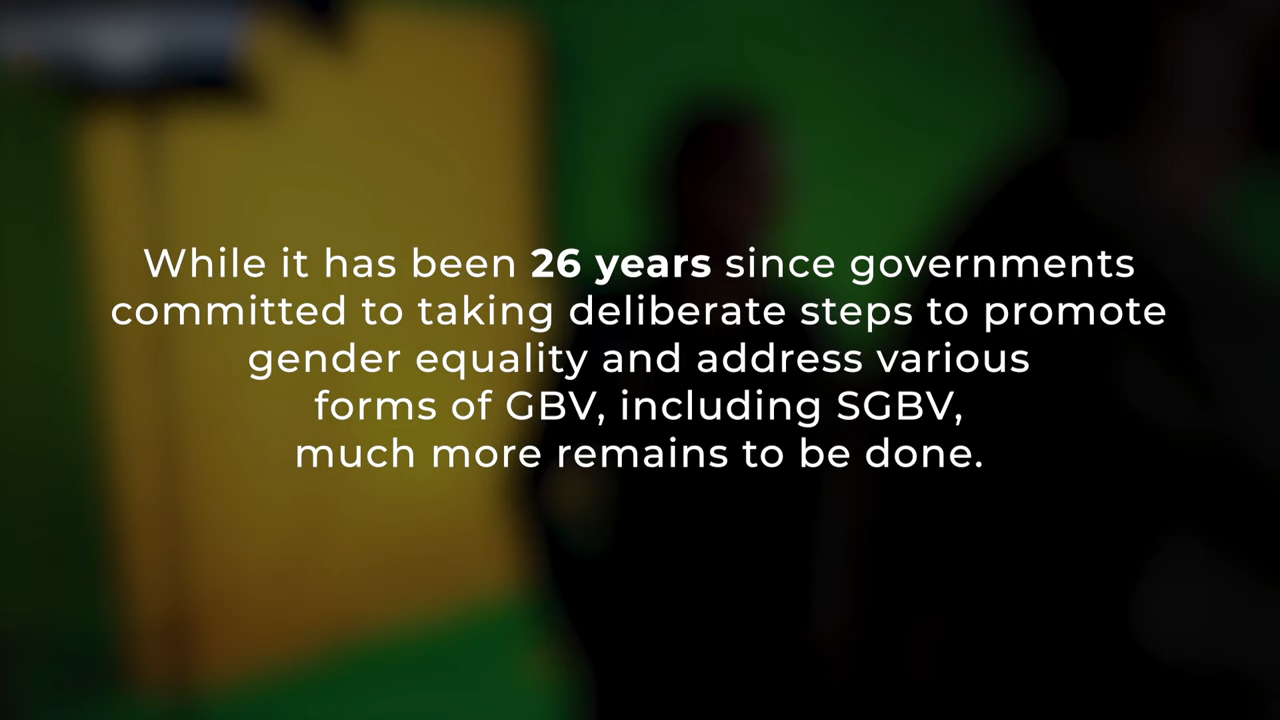 While it has been 26 years since governments
committed to taking deliberate steps to promote
gender equality and address various
forms of GBV, including SGBV,
much more remains to be done.